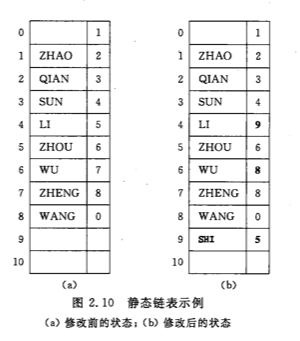 0 1 0 1
1 ZHAO 2 1 ZHAO 2
2 QIAN 3 2 QIAN 3
3 SUN 4 3 SUN 4
4 LI 5 4 LI 9
5 ZHOU 6 5 ZHOU 6
6 WU 7 6 WU 8
7 ZHENG 8 7 ZHENG 8
8 WANG 0 8 WANG 0
9 9 SHI 5
10 10
(a) (b)
图 2.10 静态链表示例
(a) 修改前的状态；(b) 修改后的状态